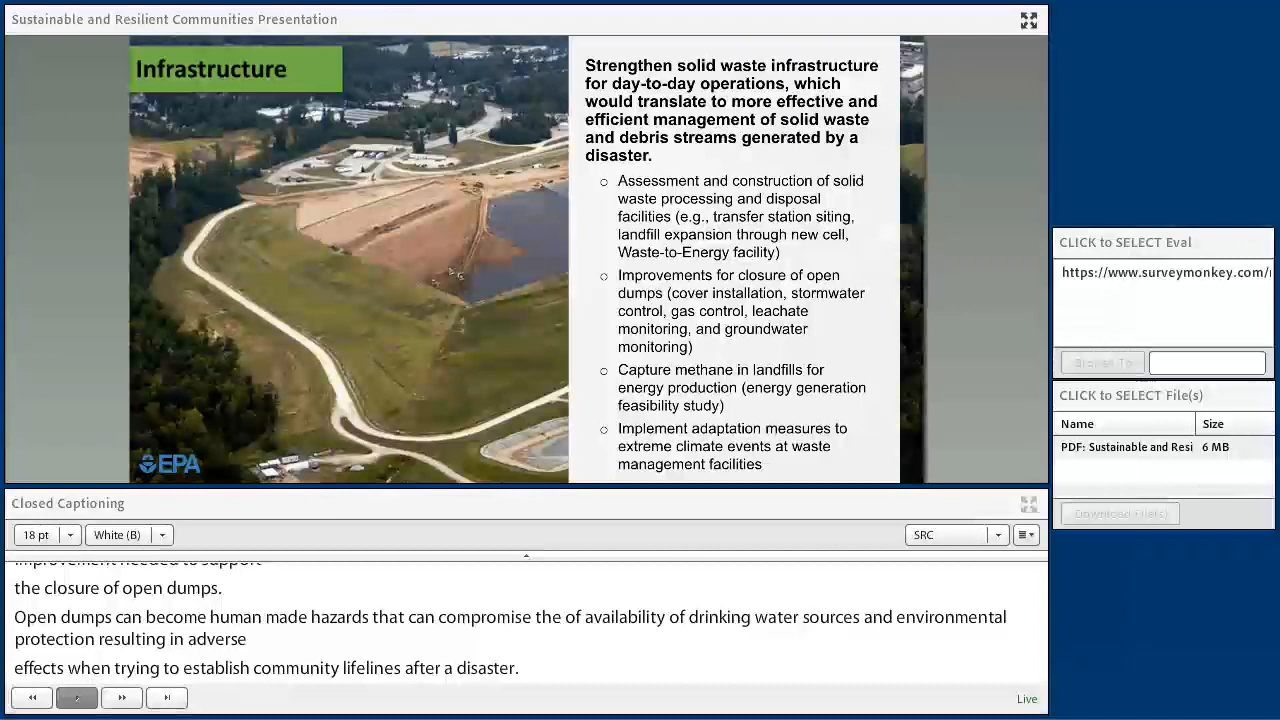 Sustainable and Resilient Communities Presentation
Infrastructure
Strengthen solid waste infrastructure
for day-to-day operations, which
would translate to more effective and
efficient management of solid waste
and debris streams generated by a
disaster.
○ Assessment and construction of solid
waste processing and disposal
facilities (e.g., transfer station siting,
landfill expansion through new cell,
Waste-to-Energy facility)
○ Improvements for closure of open
dumps (cover installation, stormwater
control, gas control, leachate
monitoring, and groundwater
monitoring)
○ Capture methane in landfills for
energy production (energy generation
feasibility study)
○ Implement adaptation measures to
extreme climate events at waste
management facilities
EPA
CLICK to SELECT Eval
https://www.surveymonkey.com/
Browse To
CLICK to SELECT File(s)
Name Size
PDF: Sustainable and Resi 6 MB
Download File(s)
Closed Captioning
18 pt White (B) SRC
improvement needed to support
the closure of open dumps.
Open dumps can become human made hazards that can compromise the of availability of drinking water sources and environmental
protection resulting in adverse
effects when trying to establish community lifelines after a disaster.
Live